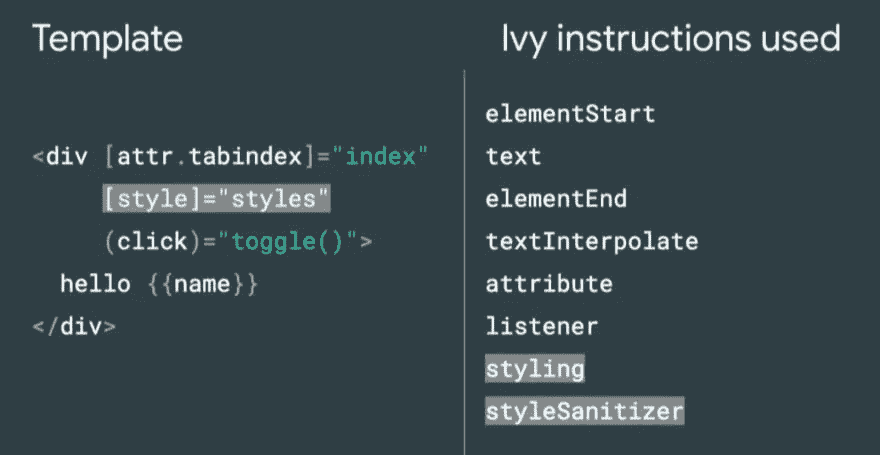 Template
<div [attr.tabindex]="index"
[style]="styles"
(click)="toggle()">
hello {{name}}
</div>
Ivy instructions used
elementStart
text
elementEnd
textInterpolate
attribute
listener
styling
styleSanitizer